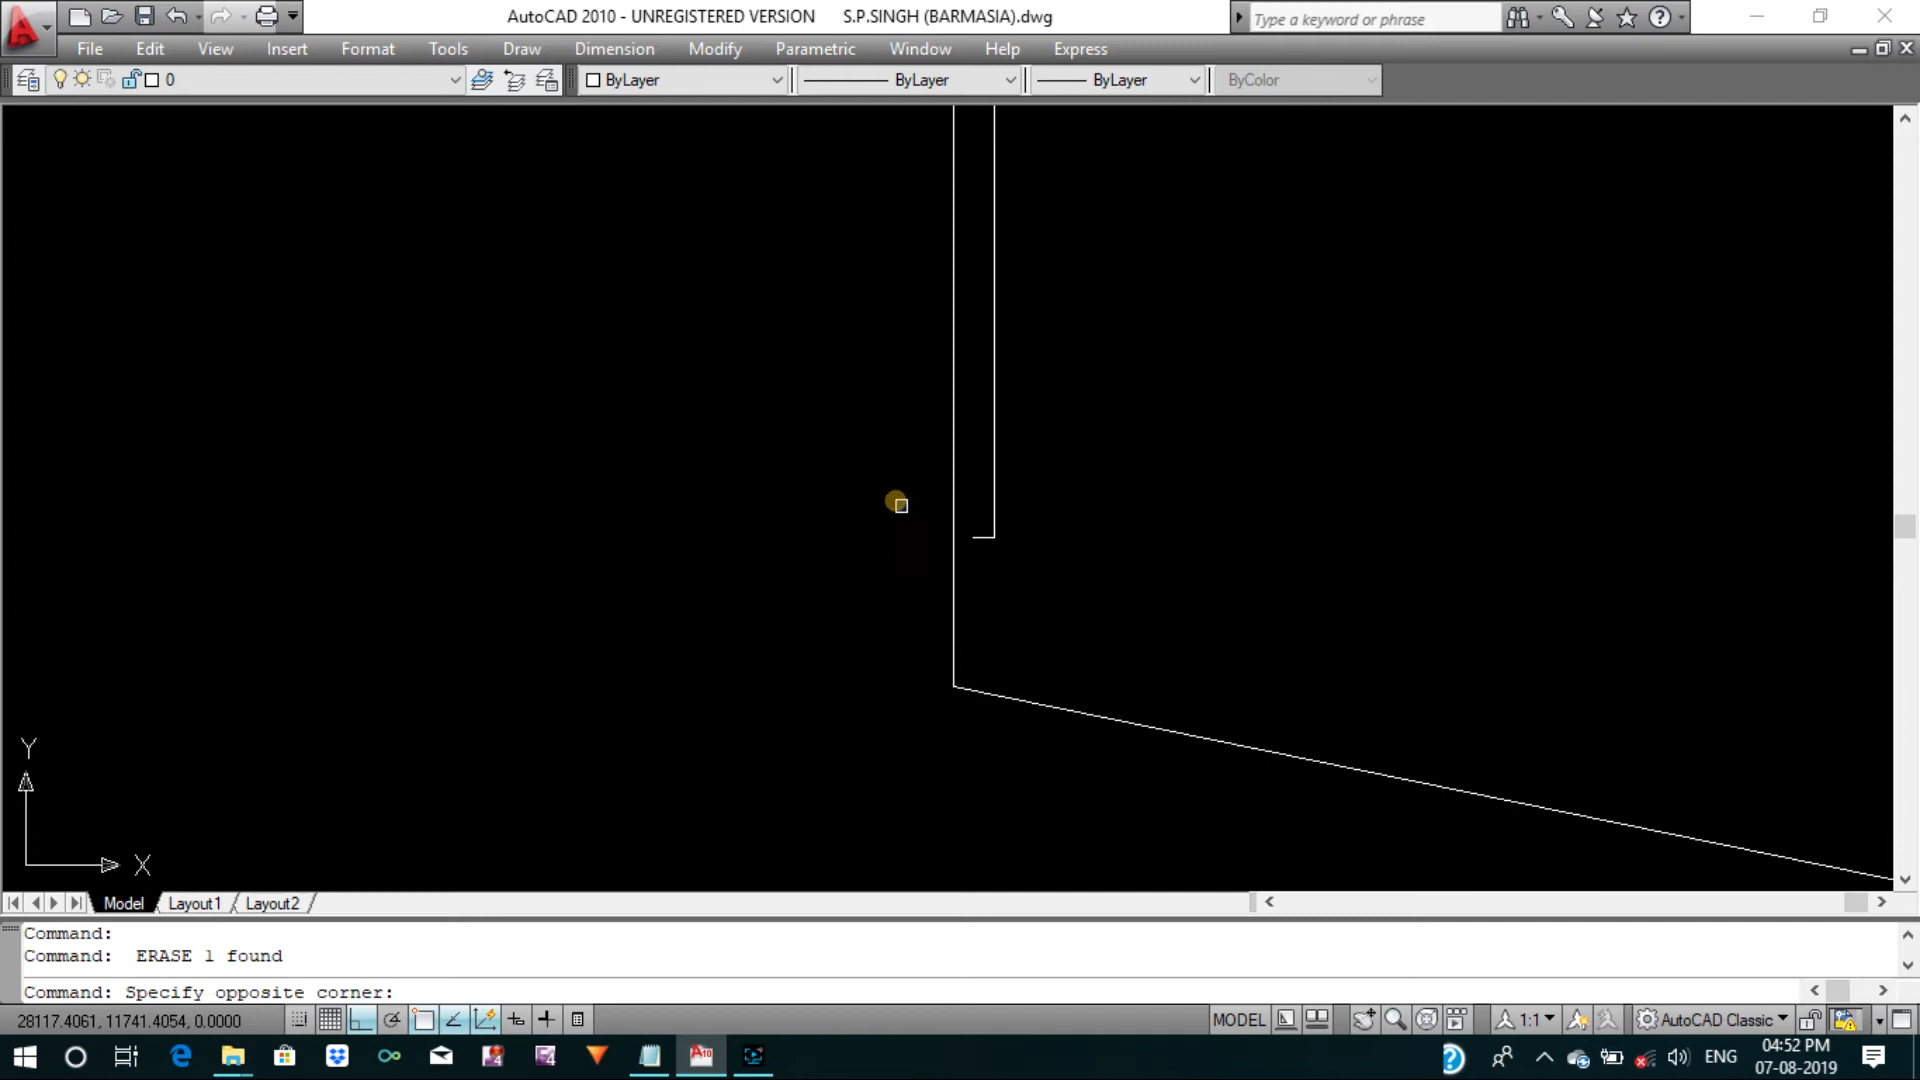 AutoCAD 2010 - UNREGISTERED VERSION S.P.SINGH (BARMASIA).dwg
Type a keyword or phrase
File Edit View Insert Format Tools Draw Dimension Modify Parametric Window Help Express
0 ByLayer ByLayer ByLayer ByColor
Y
X
Model Layout1 Layout2
Command:
Command: ERASE 1 found
Command: Specify opposite corner:
28117.4061, 11741.4054, 0.0000 MODEL 1:1 AutoCAD Classic
04:52 PM
ENG
07-08-2019